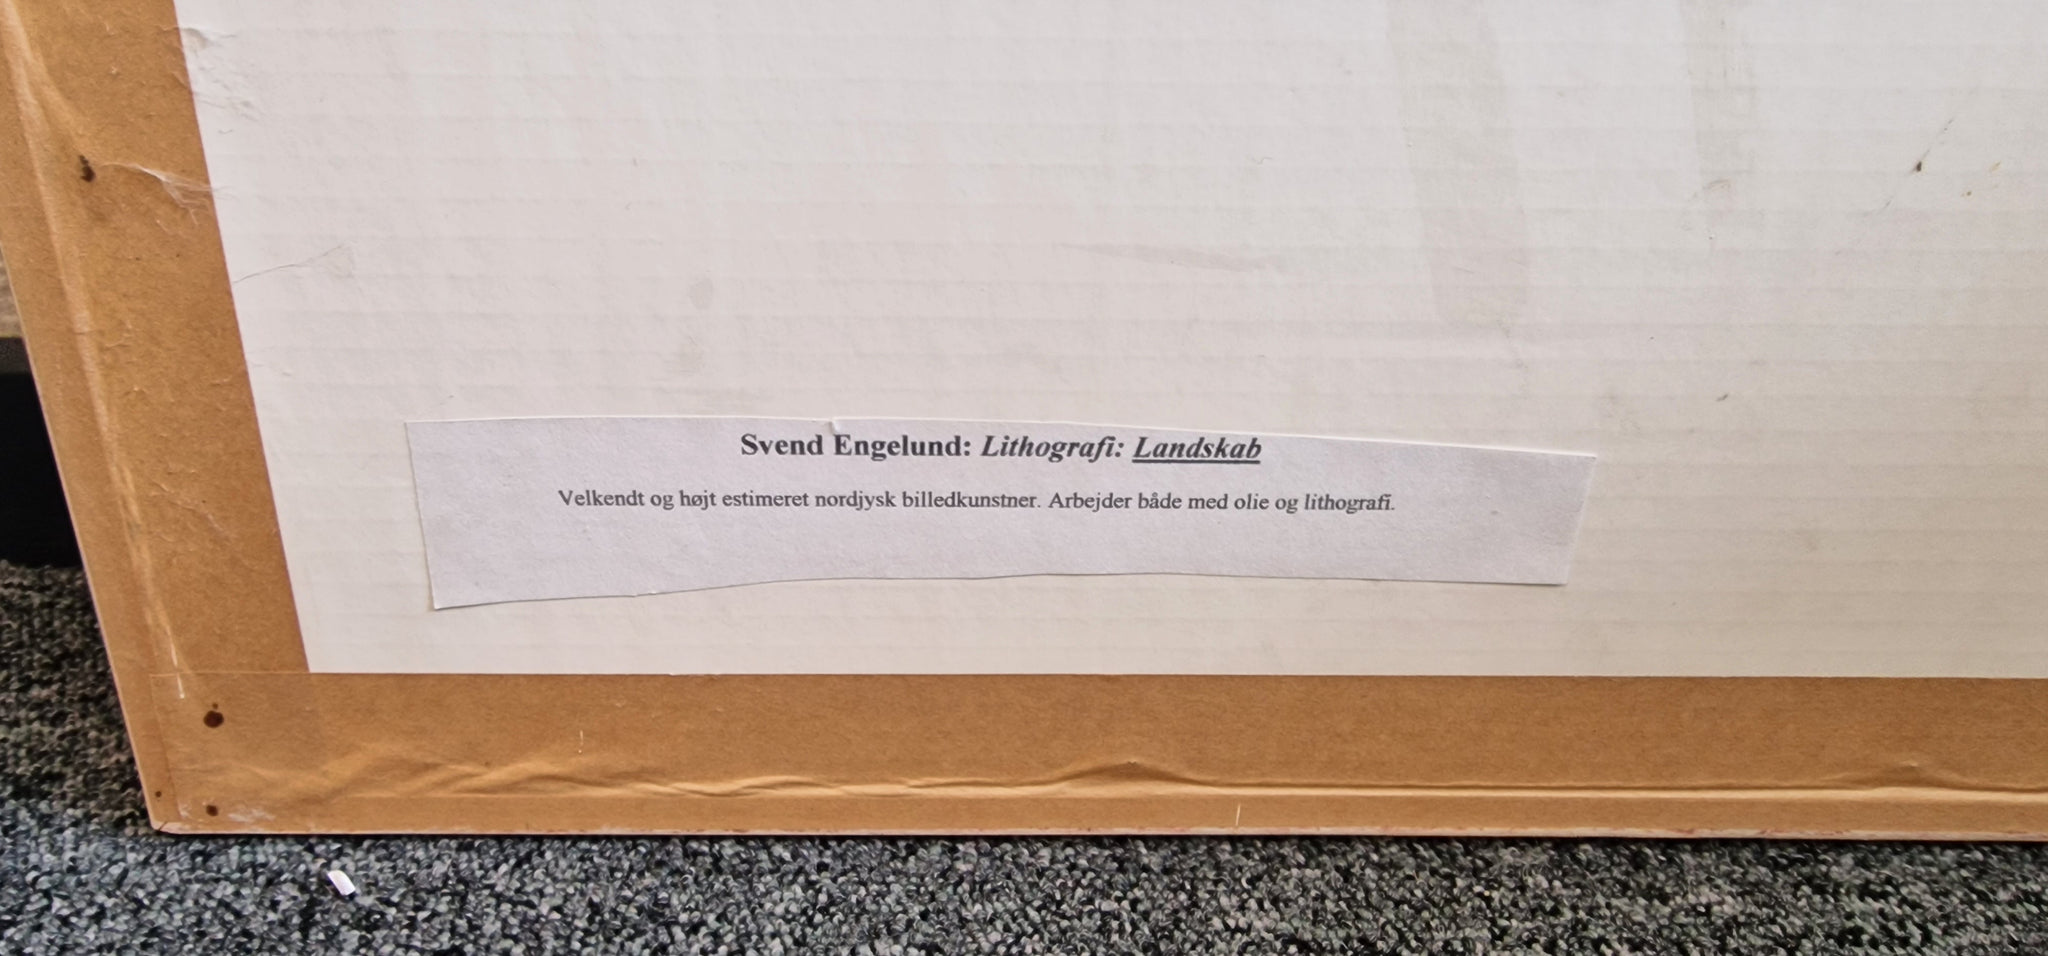 Svend Engelund: Lithografi: Landskab
Velkendt og højt estimeret nordjysk billedkunstner. Arbejder både med olie og lithografi.